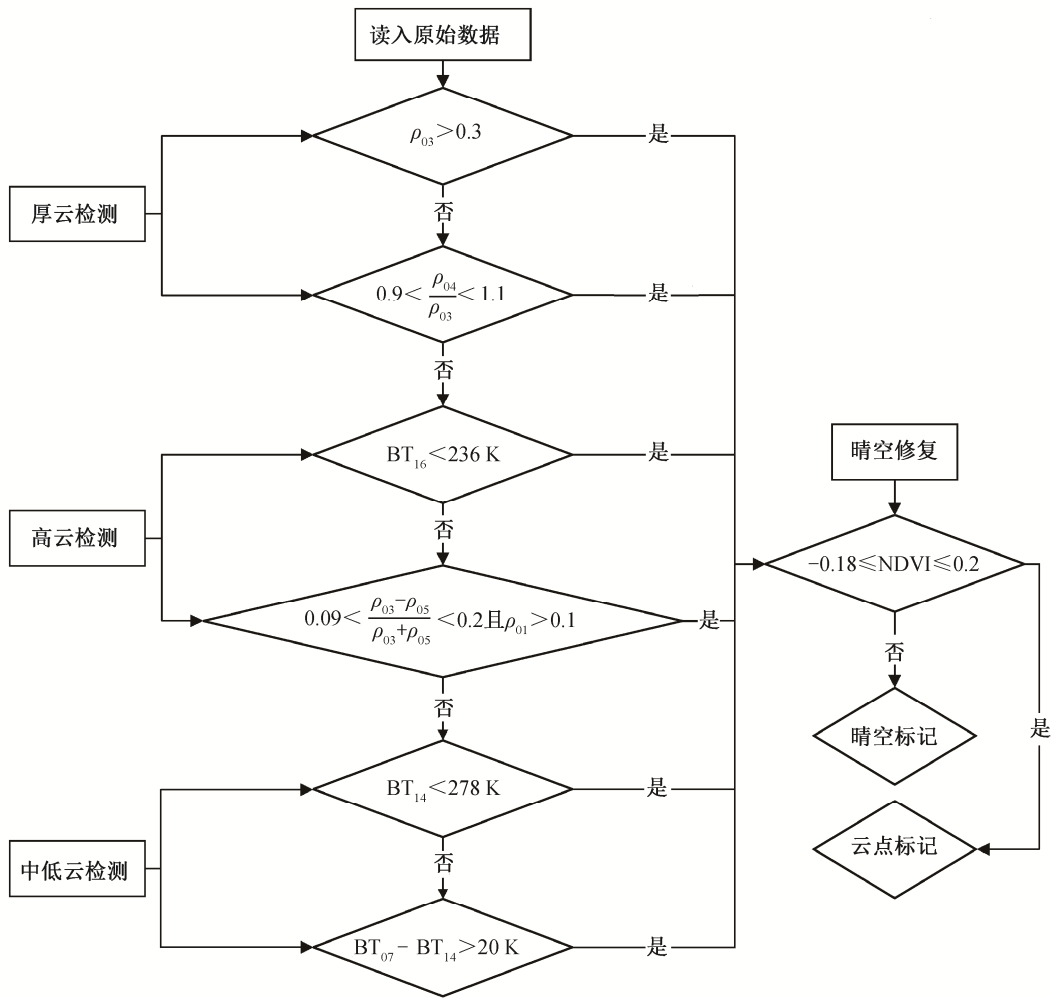 读入原始数据
ρ03>0.3
是
否
厚云检测
0.9< ρ04/ρ03 < 1.1
是
否
BT16<236 K
是
否
高云检测
0.09< ρ03−ρ05/ρ03+ρ05 <0.2且ρ01>0.1
是
否
BT14<278 K
是
否
中低云检测
BT07− BT14>20 K
是
晴空修复
−0.18≤NDVI≤0.2
否
是
晴空标记
云点标记